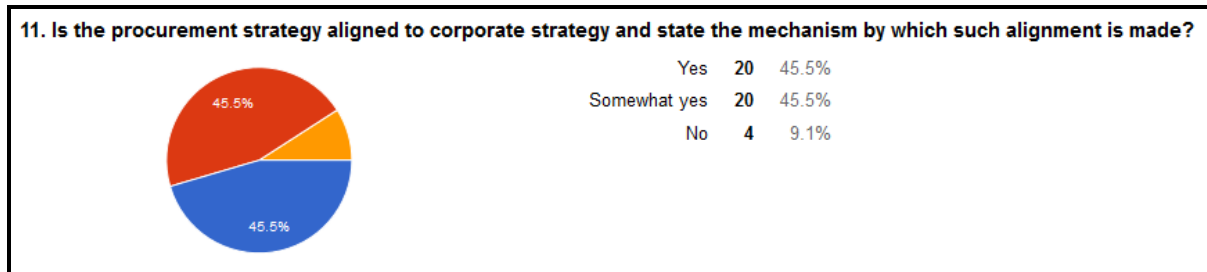 11. Is the procurement strategy aligned to corporate strategy and state the mechanism by which such alignment is made?
Yes 20 45.5%
Somewhat yes 20 45.5%
No 4 9.1%
45.5%
45.5%